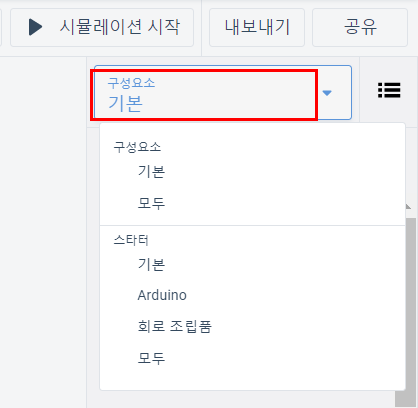 시뮬레이션 시작
내보내기
공유
구성요소
기본
구성요소
기본
모두
스타터
기본
Arduino
회로 조립품
모두